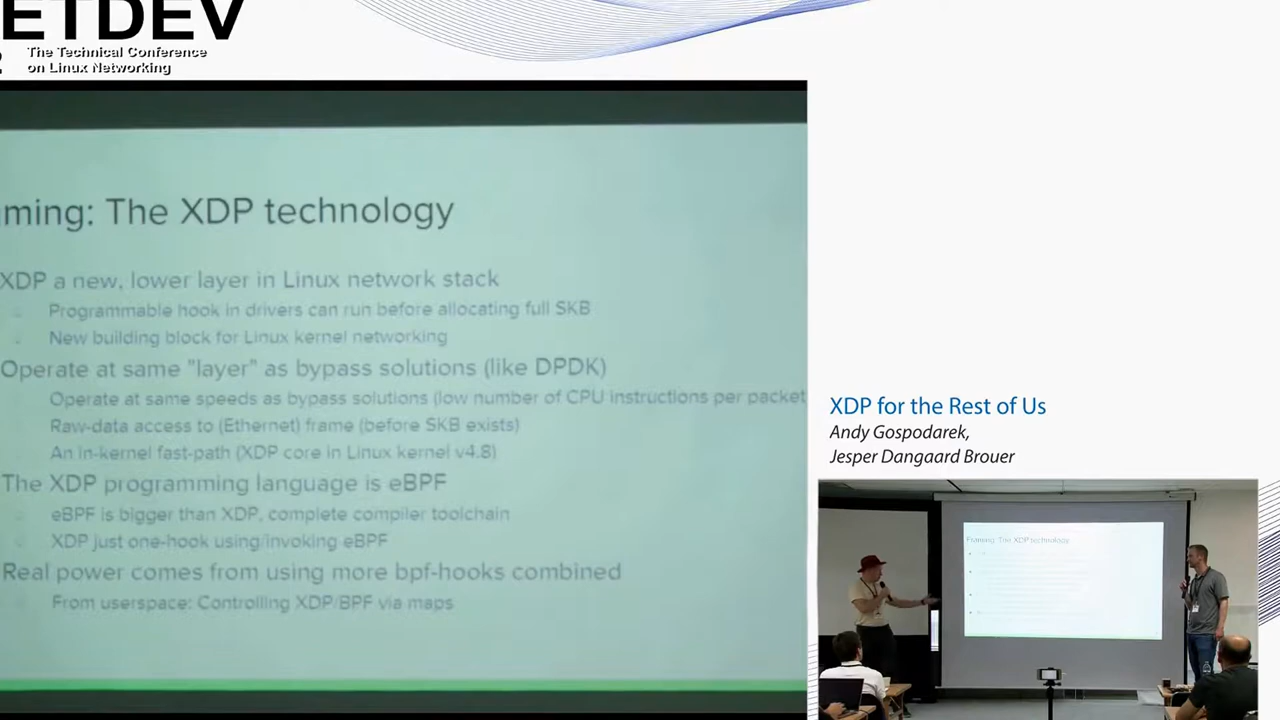 ETDEV
The Technical Conference
on Linux Networking
ming: The XDP technology
XDP a new, lower layer in Linux network stack
Programmable hook in drivers can run before allocating full SKB
New building block for Linux kernel networking
Operate at same "layer" as bypass solutions (like DPDK)
Operate at same speeds as bypass solutions (low number of CPU instructions per packet
Raw-data access to (Ethernet) frame (before SKB exists)
An in-kernel fast-path (XDP core in Linux kernel v4.8)
The XDP programming language is eBPF
eBPF is bigger than XDP, complete compiler toolchain
XDP just one-hook using/invoking eBPF
Real power comes from using more bpf-hooks combined
From userspace: Controlling XDP/BPF via maps
XDP for the Rest of Us
Andy Gospodarek,
Jesper Dangaard Brouer
Framing: The XDP technology